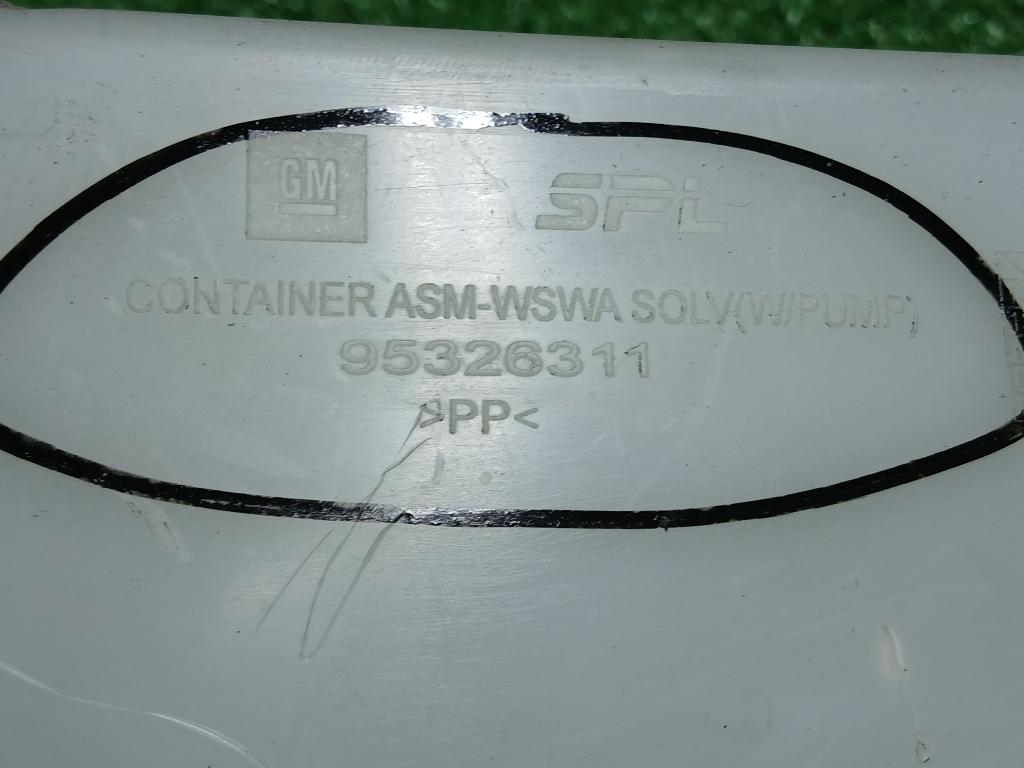 GM SPL
CONTAINER ASM-WSWA SOLV(W/PUMP)
95326311
>PP<